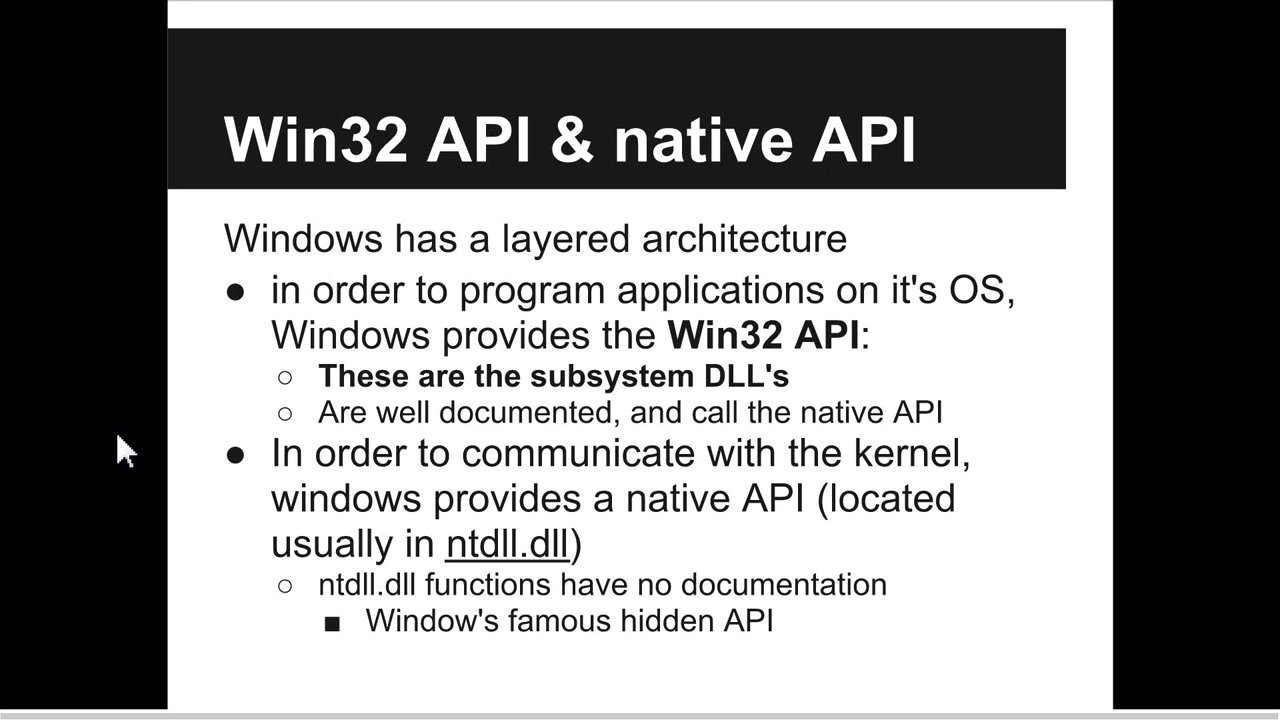 Win32 API & native API
Windows has a layered architecture
● in order to program applications on it's OS,
Windows provides the Win32 API:
○ These are the subsystem DLL's
○ Are well documented, and call the native API
● In order to communicate with the kernel,
windows provides a native API (located
usually in ntdll.dll)
○ ntdll.dll functions have no documentation
■ Window's famous hidden API